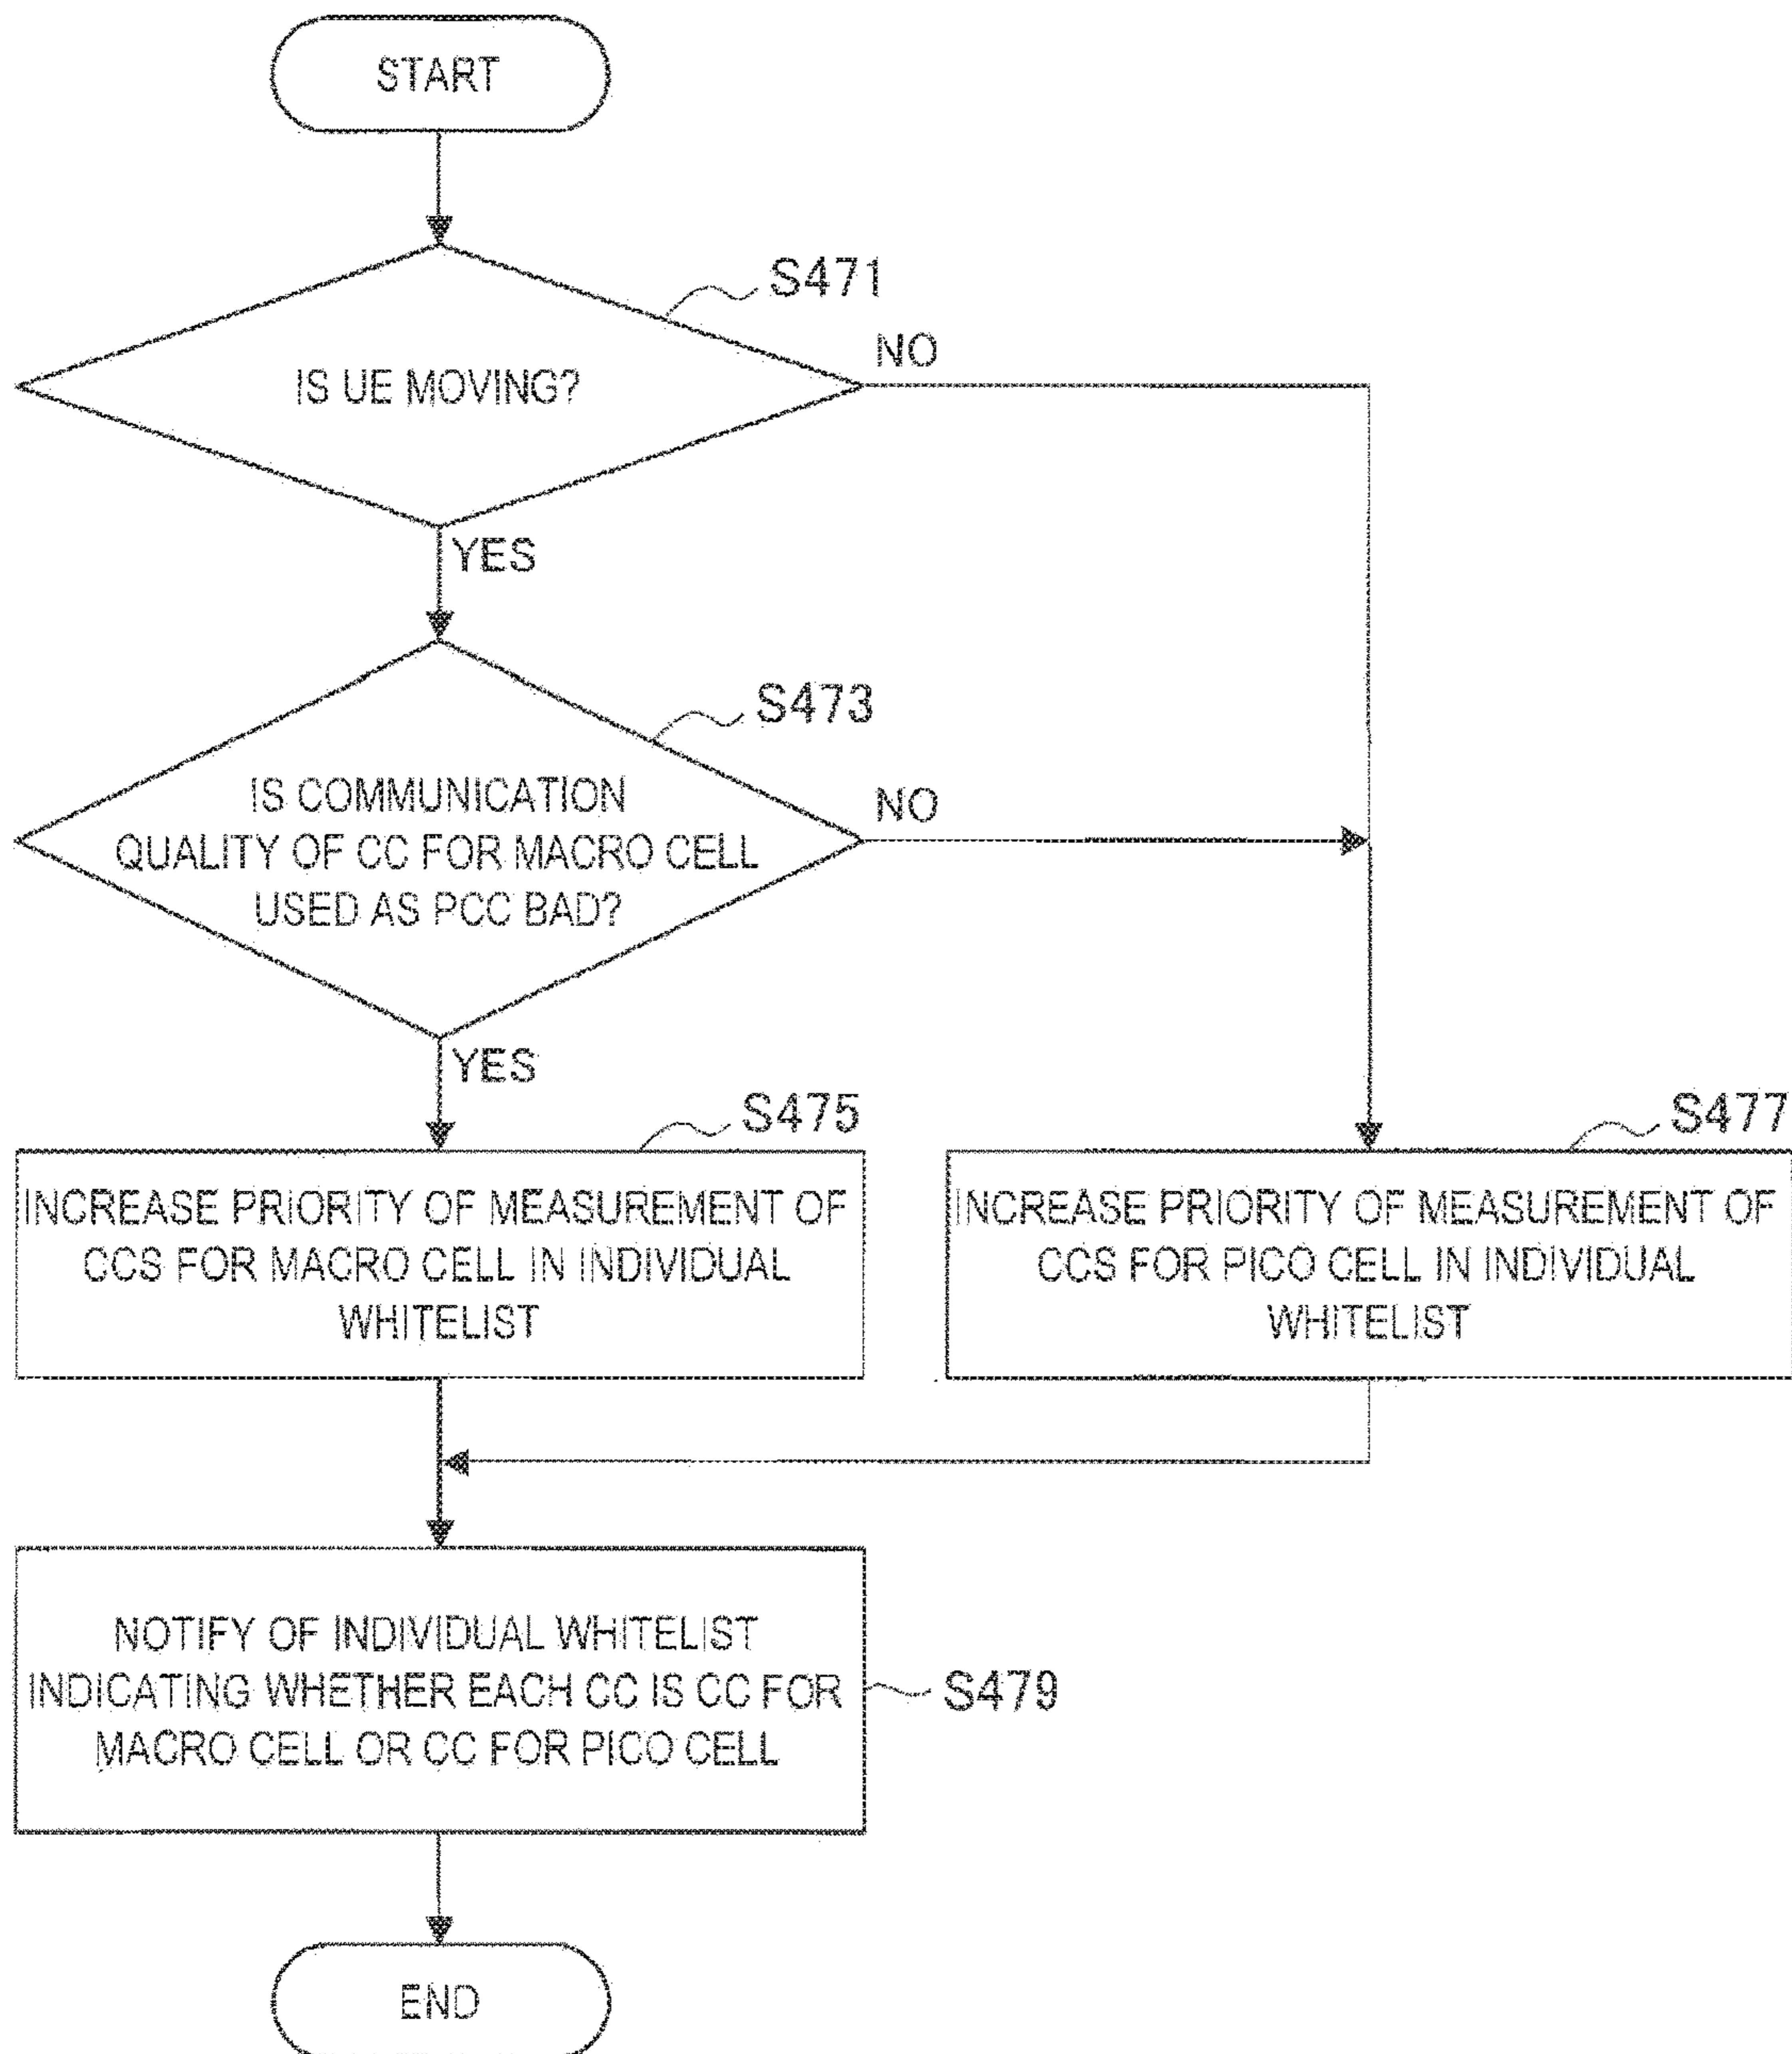 START
S471
NO
IS UE MOVING?
YES
S473
IS COMMUNICATION
NO
QUALITY OF CC FOR MACRO CELL
USED AS PCC BAD?
YES
S475
S477
INCREASE PRIORITY OF MEASUREMENT OF
CCS FOR MACRO CELL IN INDIVIDUAL
WHITELIST
INCREASE PRIORITY OF MEASUREMENT OF
CCS FOR PICO CELL IN INDIVIDUAL
WHITELIST
NOTIFY OF INDIVIDUAL WHITELIST
INDICATING WHETHER EACH CC IS CC FOR
MACRO CELL OR CC FOR PICO CELL
S479
END